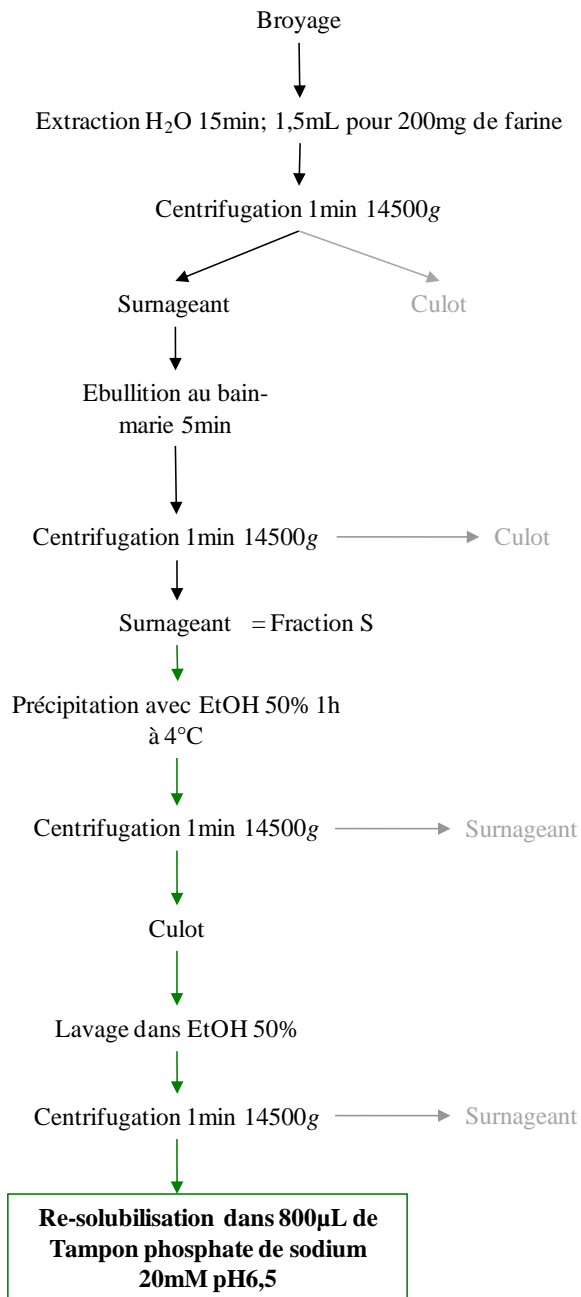 Broyage
Extraction H₂O 15min; 1,5mL pour 200mg de farine
Centrifugation 1min 14500g
Surnageant
Culot
Ebullition au bain-
marie 5min
Centrifugation 1min 14500g
Culot
Surnageant = Fraction S
Précipitation avec EtOH 50% 1h
à 4°C
Centrifugation 1min 14500g
Surnageant
Culot
Lavage dans EtOH 50%
Centrifugation 1min 14500g
Surnageant
Re-solubilisation dans 800µL de
Tampon phosphate de sodium
20mM pH6,5